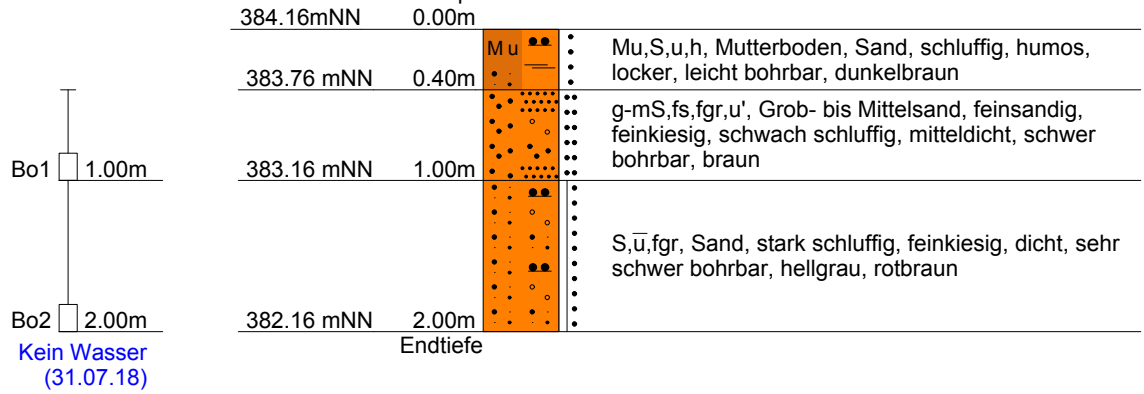 384.16mNN 0.00m
Mu
Mu,S,u,h, Mutterboden, Sand, schluffig, humos,
locker, leicht bohrbar, dunkelbraun
383.76 mNN 0.40m
g-mS,fs,fgr,u', Grob- bis Mittelsand, feinsandig,
feinkiesig, schwach schluffig, mitteldicht, schwer
bohrbar, braun
Bo1 1.00m
383.16 mNN 1.00m
S,u̅,fgr, Sand, stark schluffig, feinkiesig, dicht, sehr
schwer bohrbar, hellgrau, rotbraun
Bo2 2.00m
382.16 mNN 2.00m
Endtiefe
Kein Wasser
(31.07.18)